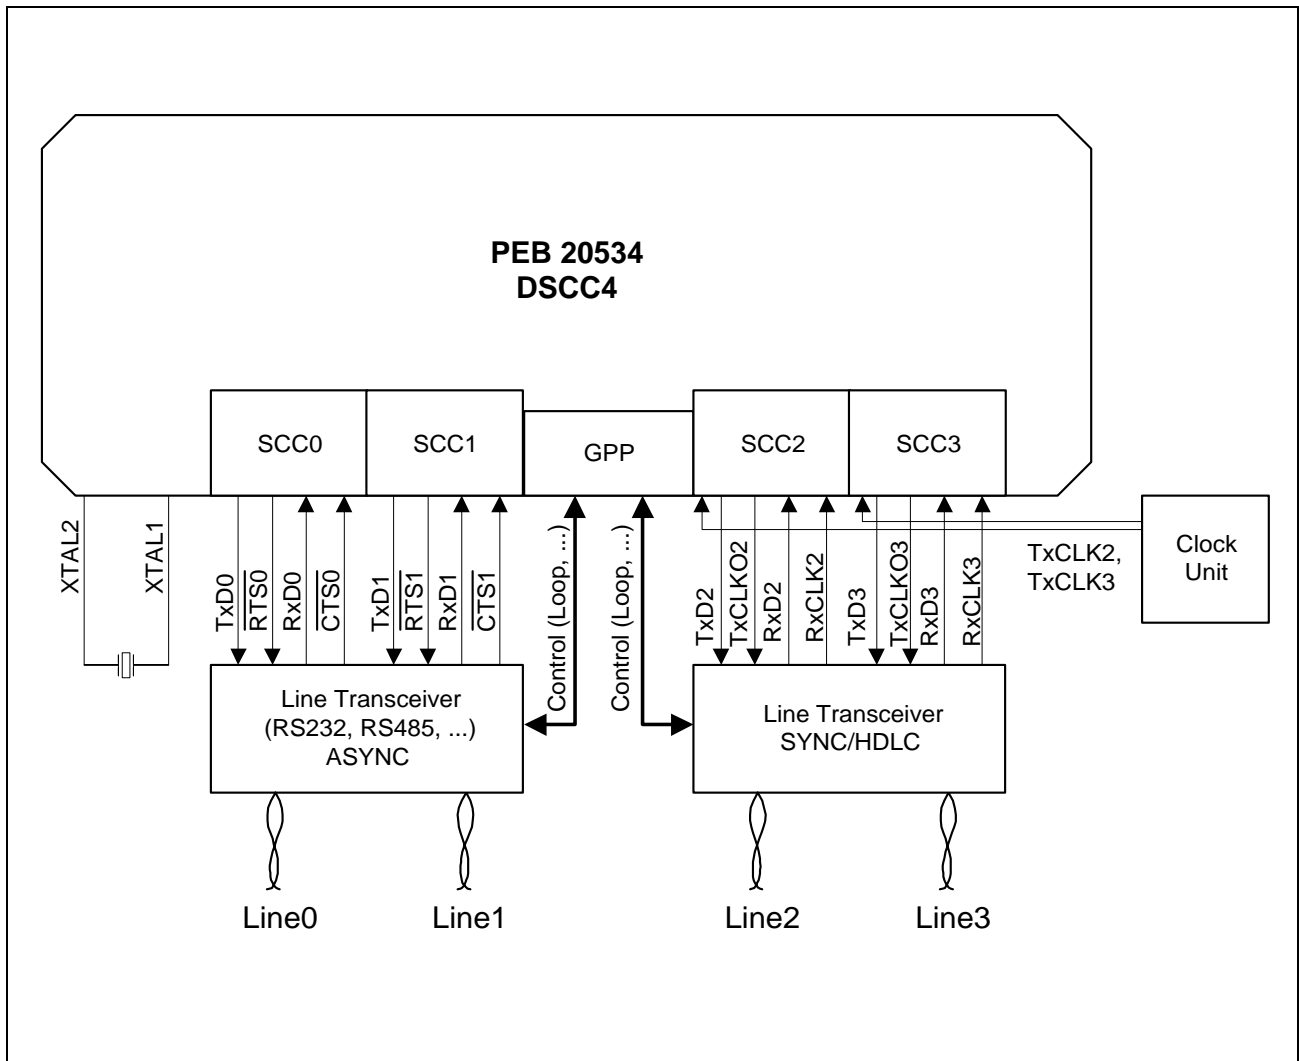 PEB 20534
DSCC4
SCC0
SCC1
GPP
SCC2
SCC3
XTAL2
XTAL1
TxD0
RTS0
RxD0
CTS0
TxD1
RTS1
RxD1
CTS1
Control (Loop, ...)
Control (Loop, ...)
TxD2
TxCLKO2
RxD2
RxCLK2
TxD3
TxCLKO3
RxD3
RxCLK3
TxCLK2,
TxCLK3
Clock
Unit
Line Transceiver
(RS232, RS485, ...)
ASYNC
Line Transceiver
SYNC/HDLC
Line0
Line1
Line2
Line3